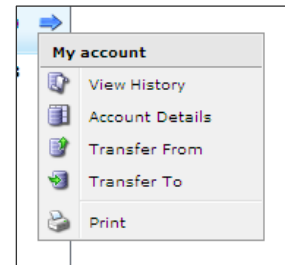 My account
View History
Account Details
Transfer From
Transfer To
Print